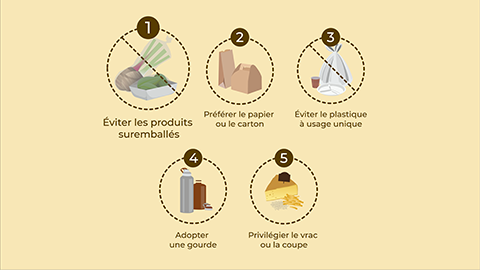 1
Éviter les produits
suremballés
2
Préférer le papier
ou le carton
3
Éviter le plastique
à usage unique
4
Adopter
une gourde
5
Privilégier le vrac
ou la coupe